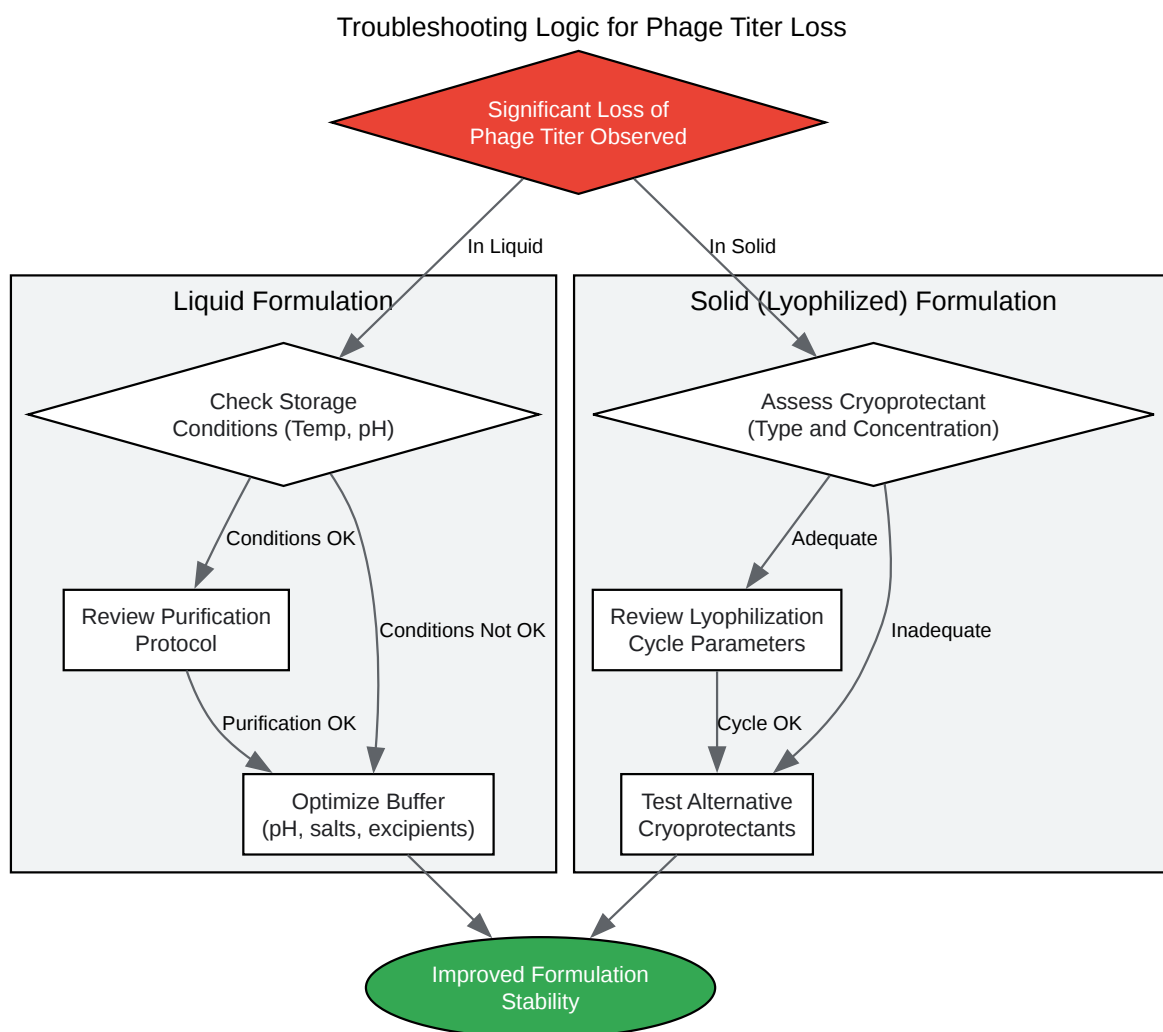 Troubleshooting Logic for Phage Titer Loss
Significant Loss of
Phage Titer Observed
In Liquid
In Solid
Liquid Formulation
Solid (Lyophilized) Formulation
Check Storage
Conditions (Temp, pH)
Assess Cryoprotectant
(Type and Concentration)
Conditions OK
Adequate
Review Purification
Protocol
Conditions Not OK
Review Lyophilization
Cycle Parameters
Inadequate
Purification OK
Cycle OK
Optimize Buffer
(pH, salts, excipients)
Test Alternative
Cryoprotectants
Improved Formulation
Stability